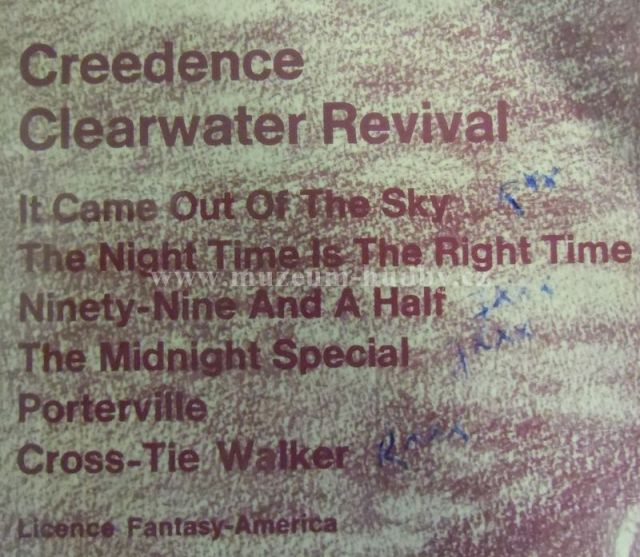 Creedence
Clearwater Revival
It Came Out Of The Sky
The Night Time Is The Right Time
www.muzeum-hudby.cz
Ninety-Nine And A Half
The Midnight Special
Porterville
Cross-Tie Walker
Licence Fantasy-America